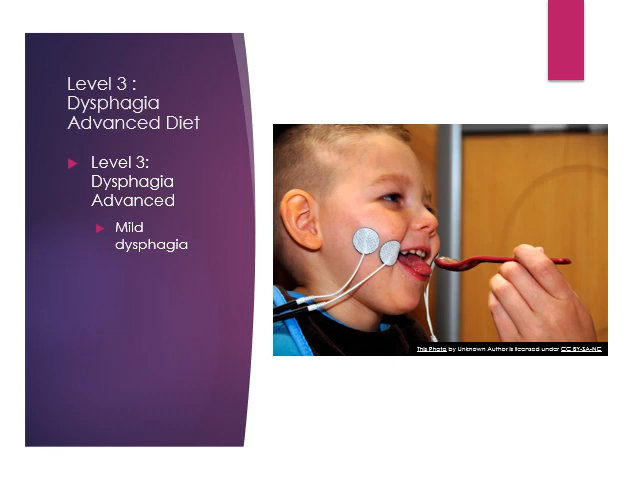 Level 3 :
Dysphagia
Advanced Diet
Level 3:
Dysphagia
Advanced
Mild
dysphagia
This Photo by Unknown Author is licensed under CC BY-SA-NC